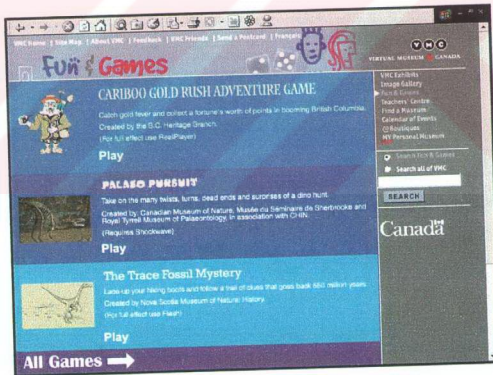 VMC Home | Site Map | About VMC | Feedback | VMC Friends | Send a Postcard | Français
Fun & Games
VMC
VIRTUAL MUSEUM CANADA
CARIBOO GOLD RUSH ADVENTURE GAME
Catch gold fever and collect a fortune's worth of points in booming British Columbia.
Created by the B.C. Heritage Branch.
(For full effect use RealPlayer)
Play
PALAEO PURSUIT
Take on the many twists, turns, dead ends and surprises of a dino hunt.
Created by: Canadian Museum of Nature, Musée du Séminaire de Sherbrooke and
Royal Tyrrell Museum of Palaeontology, in association with CHIN.
(Requires Shockwave)
Play
The Trace Fossil Mystery
Lace up your hiking boots and follow a trail of clues that goes back 550 million years.
Created by Nova Scotia Museum of Natural History.
(For full effect use Flash)
Play
All Games
VMC Exhibits
Image Gallery
Fun & Games
Teachers' Centre
Find a Museum
Calendar of Events
@Boutiques
MY Personal Museum
Search Fun & Games
Search all of VMC
SEARCH
Canada